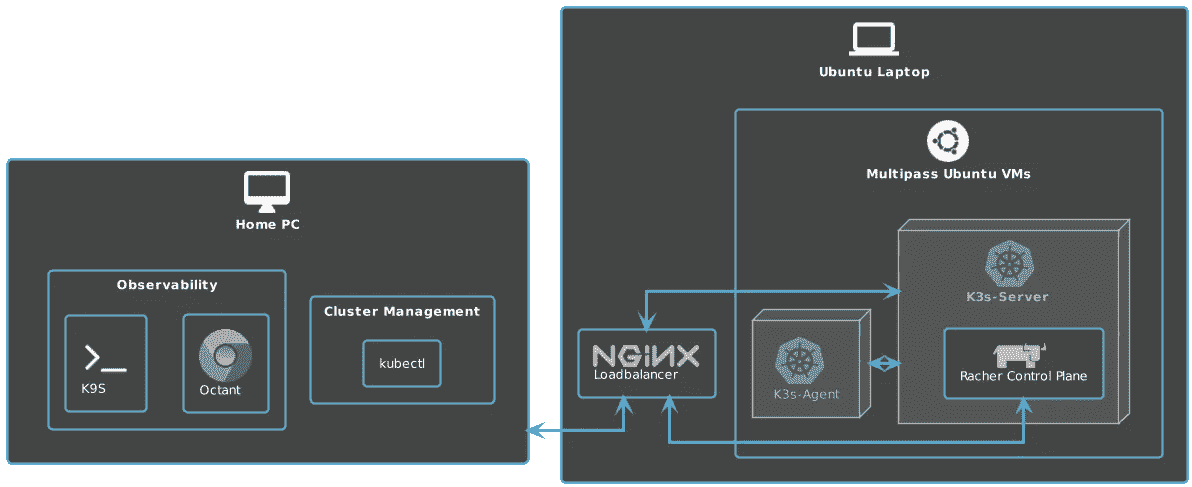 Ubuntu Laptop
Multipass Ubuntu VMs
Home PC
K3s-Server
Observability
Cluster Management
NGINX
Loadbalancer
kubectl
K9S
Octant
K3s-Agent
Racher Control Plane